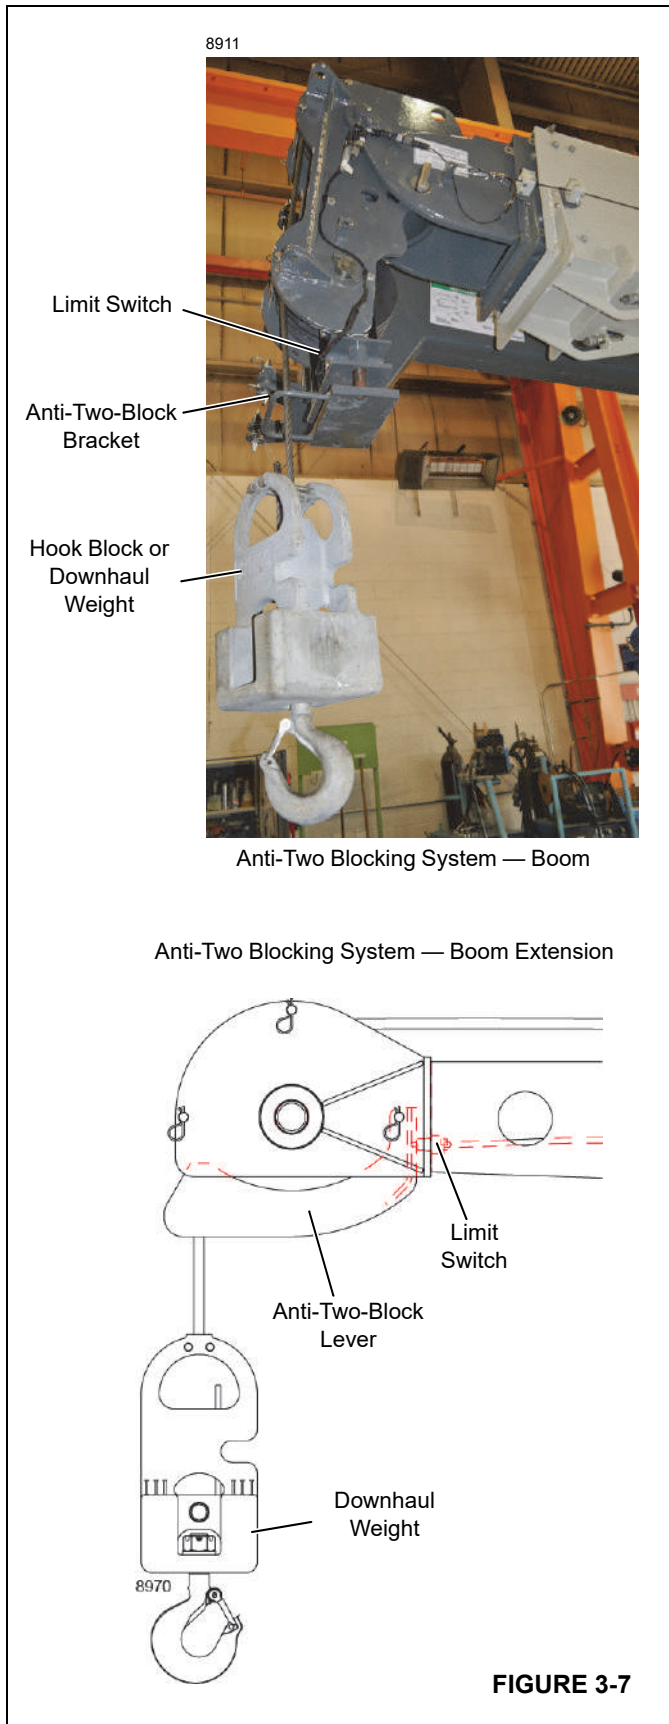 8911
Limit Switch
Anti-Two-Block
Bracket
Hook Block or
Downhaul
Weight
Anti-Two Blocking System — Boom
Anti-Two Blocking System — Boom Extension
Limit
Switch
Anti-Two-Block
Lever
Downhaul
Weight
8970
FIGURE 3-7